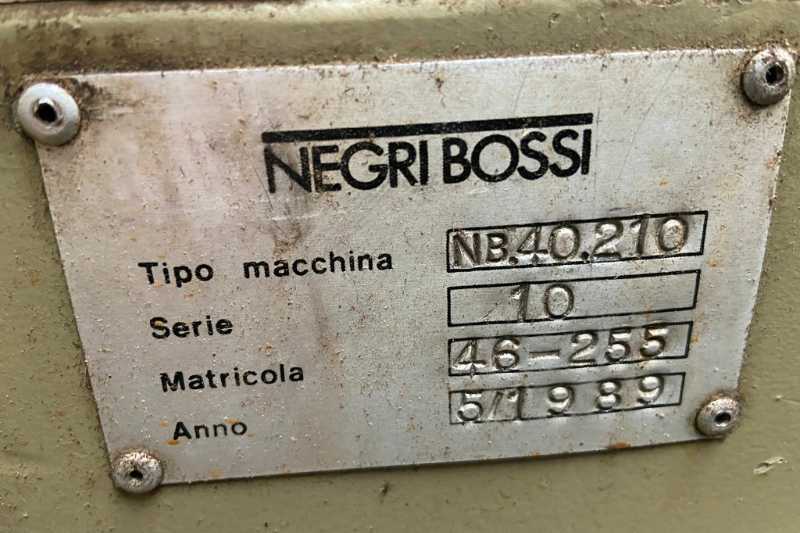 NEGRI BOSSI
Tipo macchina NB.40.210
Serie 10
Matricola 46-255
Anno 5/1989